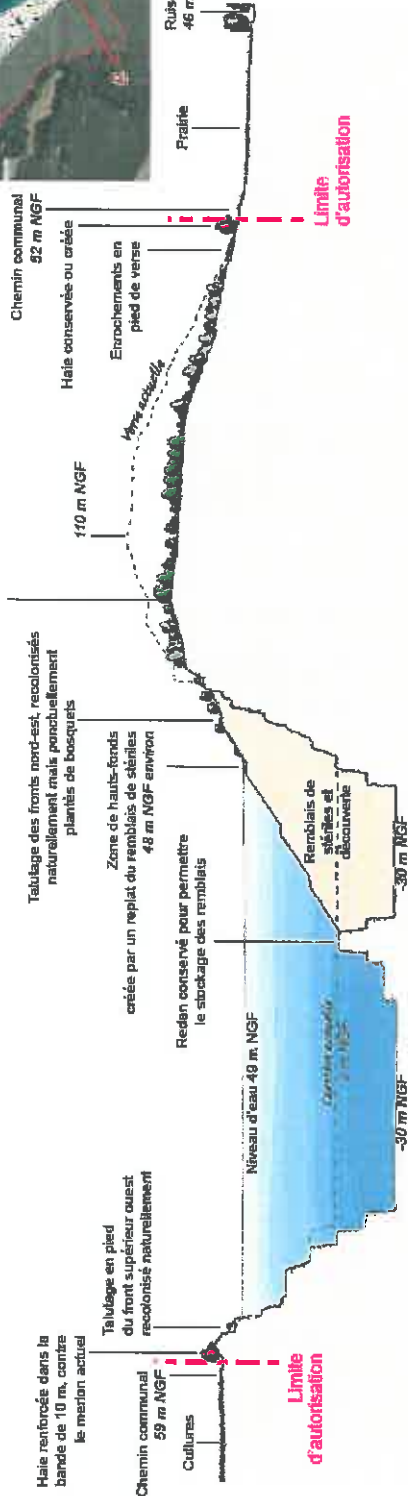 Haie renforcée dans la
bande de 10 m, contre
le merlon actuel
Chemin communal
59 m NGF
Cultures
Limite
d'autorisation
Talutage en pied
du front supérieur ouest
recolonisé naturellement
Niveau d'eau 49 m NGF
-30 m NGF
Talutage des fronts nord-est, recolonisés
naturellement mais ponctuellement
plantés de bosquets
Zone de hauts-fonds
créée par un replat du remblais de stériles
48 m NGF environ
Redan conservé pour permettre
le stockage des remblais
Remblais de
stériles et
découverte
-30 m NGF
110 m NGF
Verse actuelle
Chemin communal
52 m NGF
Haie conservée ou créée
Enrochements en
pied de verse
Limite
d'autorisation
Prairie
46 m